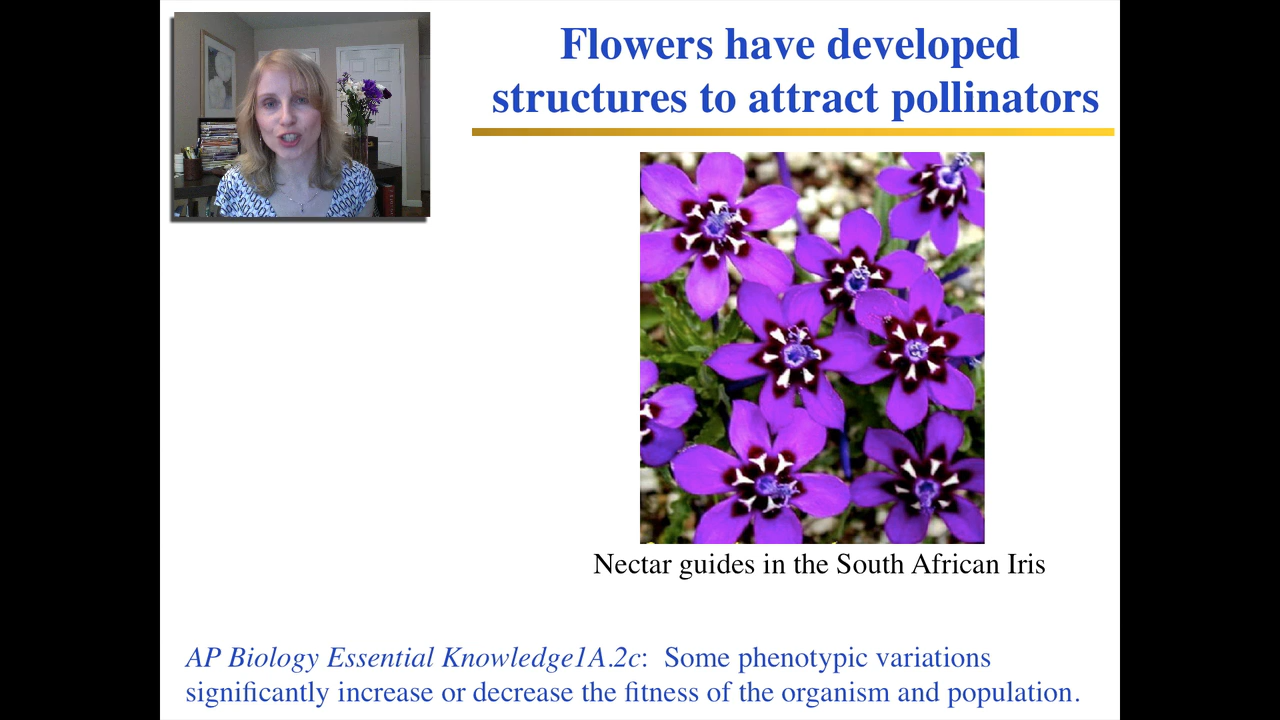 Flowers have developed
structures to attract pollinators
Nectar guides in the South African Iris
AP Biology Essential Knowledge1A.2c:  Some phenotypic variations
significantly increase or decrease the fitness of the organism and population.